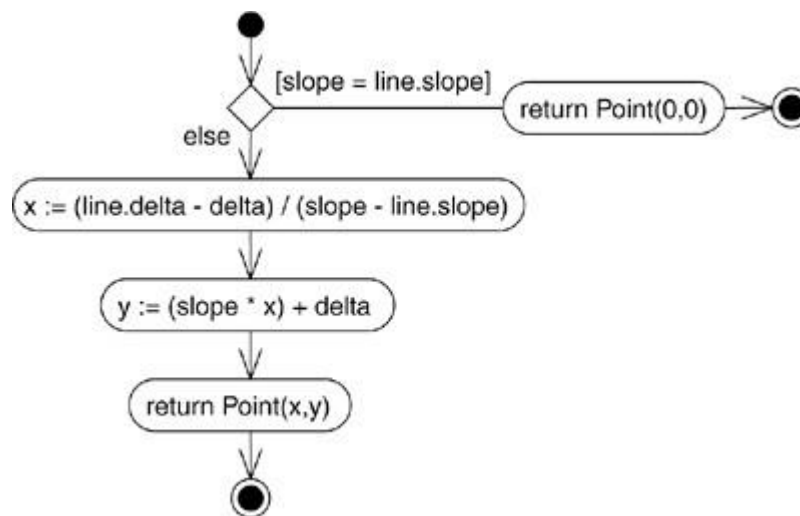 [slope = line.slope]
return Point(0,0)
else
x := (line.delta - delta) / (slope - line.slope)
y := (slope * x) + delta
return Point(x,y)